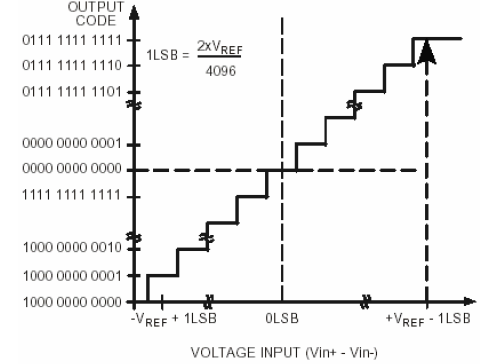 OUTPUT
CODE
0111 1111 1111
0111 1111 1110
0111 1111 1101
1LSB = 2xVREF
4096
0000 0000 0001
0000 0000 0000
1111 1111 1111
1000 0000 0010
1000 0000 0001
1000 0000 0000
-VREF + 1LSB
0LSB
+VREF - 1LSB
VOLTAGE INPUT (Vin+ - Vin-)